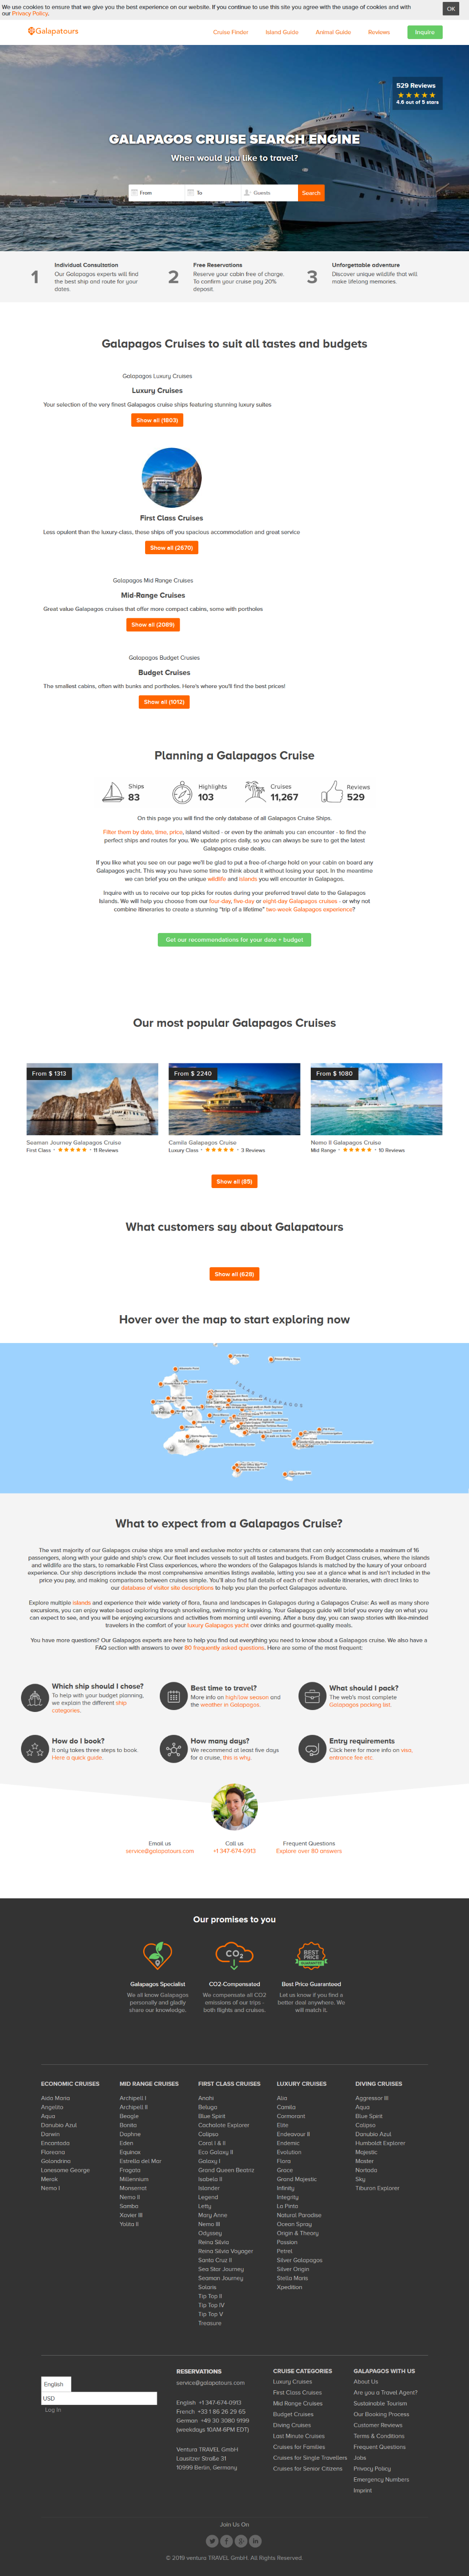 We use cookies to ensure that we give you the best experience on our website. If you continue to use this site you agree with the usage of cookies and with
our Privacy Policy.
OK
Galapatours
Cruise Finder
Island Guide
Animal Guide
Reviews
Inquire
529 Reviews
4.6 out of 5 stars
GALAPAGOS CRUISE SEARCH ENGINE
When would you like to travel?
From
To
Guests
Search
1
Individual Consultation
Our Galapagos experts will find
the best ship and route for your
dates.
2
Free Reservations
Reserve your cabin free of charge.
To confirm your cruise pay 20%
deposit.
3
Unforgettable adventure
Discover unique wildlife that will
make lifelong memories.
Galapagos Cruises to suit all tastes and budgets
Galapagos Luxury Cruises
Luxury Cruises
Your selection of the very finest Galapagos cruise ships featuring stunning luxury suites
Show all (1803)
First Class Cruises
Less opulent than the luxury-class, these ships off you spacious accommodation and great service
Show all (2670)
Galapagos Mid Range Cruises
Mid-Range Cruises
Great value Galapagos cruises that offer more compact cabins, some with portholes
Show all (2089)
Galapagos Budget Cruises
Budget Cruises
The smallest cabins, often with bunks and portholes. Here's where you'll find the best prices!
Show all (1012)
Planning a Galapagos Cruise
Ships
83
Highlights
103
Cruises
11,267
Reviews
529
On this page you will find the only database of all Galapagos Cruise Ships.
Filter them by date, time, price, island visited - or even by the animals you can encounter - to find the
perfect ships and routes for you. We update prices daily, so you can always be sure to get the latest
Galapagos cruise deals.
If you like what you see on our page we'll be glad to put a free-of-charge hold on your cabin on board any
Galapagos yacht. This way you have some time to think about it without losing your spot. In the meantime
we can brief you on the unique wildlife and islands you will encounter in Galapagos.
Inquire with us to receive our top picks for routes during your preferred travel date to the Galapagos
Islands. We will help you choose from our four-day, five-day or eight-day Galapagos cruises - or why not
combine itineraries to create a stunning "trip of a lifetime" two-week Galapagos experience?
Get our recommendations for your date + budget
Our most popular Galapagos Cruises
From $ 1313
Seaman Journey Galapagos Cruise
First Class • ★★★★★ • 11 Reviews
From $ 2240
Camila Galapagos Cruise
Luxury Class • ★★★★★ • 3 Reviews
From $ 1080
Nemo II Galapagos Cruise
Mid Range • ★★★★★ • 10 Reviews
Show all (85)
What customers say about Galapatours
Show all (628)
Hover over the map to start exploring now
What to expect from a Galapagos Cruise?
The vast majority of our Galapagos cruise ships are small and exclusive motor yachts or catamarans that can only accommodate a maximum of 16
passengers, along with your guide and ship's crew. Our fleet includes vessels to suit all tastes and budgets. From Budget Class cruises, where the islands
and wildlife are the stars, to remarkable First Class experiences, where the wonders of the Galapagos Islands is matched by the luxury of your onboard
experience. Our ship descriptions include the most comprehensive amenities listings available, letting you see at a glance what is and isn't included in the
price you pay, and making comparison between cruises simple. You'll also find full details of each of the available itineraries, with direct links to
our database of visitor site descriptions to help you plan the perfect Galapagos adventure.
Explore multiple islands and experience their wide variety of flora, fauna and landscapes in Galapagos during a Galapagos Cruise: As well as many shore
excursions, you can enjoy water-based exploring through snorkeling, swimming or kayaking. Your Galapagos guide will brief you every day on what you
can expect to see, and you will be enjoying excursions and activities from morning until evening. After a busy day, you can swap stories with like-minded
travelers in the comfort of your luxury Galapagos yacht over drinks and gourmet-quality meals.
You have more questions? Our Galapagos experts are here to help you find out everything you need to know about a Galapagos cruise. We also have a
FAQ section with answers to over 80 frequently asked questions. Here are some of the most frequent:
Which ship should I chose?
To help with your budget planning,
we explain the different ship
categories.
Best time to travel?
More info on high/low season and
the weather in Galapagos.
What should I pack?
The web's most complete
Galapagos packing list.
How do I book?
It only takes three steps to book.
Here a quick guide.
How many days?
We recommend at least five days
for a cruise, this is why.
Entry requirements
Click here for more info on visa,
entrance fee etc.
Email us
service@galapatours.com
Call us
+1 347-674-0913
Frequent Questions
Explore over 80 answers
Our promises to you
CO2
BEST
PRICE
GUARANTEE
Galapagos Specialist
We all know Galapagos
personally and gladly
share our knowledge.
CO2-Compensated
We compensate all CO2
emissions of our trips -
both flights and cruises.
Best Price Guaranteed
Let us know if you find a
better deal anywhere. We
will match it.
ECONOMIC CRUISES
Aida Maria
Angelito
Aqua
Danubio Azul
Darwin
Encantada
Floreana
Golondrina
Lonesome George
Merak
Nemo I
MID RANGE CRUISES
Archipell I
Archipell II
Beagle
Bonita
Daphne
Eden
Equinox
Estrella del Mar
Fragata
Millennium
Monserrat
Nemo II
Samba
Xavier III
Yolita II
FIRST CLASS CRUISES
Anahi
Beluga
Blue Spirit
Cachalote Explorer
Calipso
Coral I & II
Eco Galaxy II
Galaxy I
Grand Queen Beatriz
Isabela II
Islander
Legend
Letty
Mary Anne
Nemo III
Odyssey
Reina Silvia
Reina Silvia Voyager
Santa Cruz II
Sea Star Journey
Seaman Journey
Solaris
Tip Top II
Tip Top IV
Tip Top V
Treasure
LUXURY CRUISES
Alia
Camila
Cormorant
Elite
Endeavour II
Endemic
Evolution
Flora
Grace
Grand Majestic
Infinity
Integrity
La Pinta
Natural Paradise
Ocean Spray
Origin & Theory
Passion
Petrel
Silver Galapagos
Silver Origin
Stella Maris
Xpedition
DIVING CRUISES
Aggressor III
Aqua
Blue Spirit
Calipso
Danubio Azul
Humboldt Explorer
Majestic
Master
Nortada
Sky
Tiburon Explorer
English
USD
Log in
RESERVATIONS
service@galapatours.com
English +1 347-674-0913
French +33 1 86 26 29 65
German +49 30 3080 9199
(weekdays 10AM-6PM EDT)
Ventura TRAVEL GmbH
Lausitzer Straße 31
10999 Berlin, Germany
CRUISE CATEGORIES
Luxury Cruises
First Class Cruises
Mid Range Cruises
Budget Cruises
Diving Cruises
Last Minute Cruises
Cruises for Families
Cruises for Single Travellers
Cruises for Senior Citizens
GALAPAGOS WITH US
About Us
Are you a Travel Agent?
Sustainable Tourism
Our Booking Process
Customer Reviews
Terms & Conditions
Frequent Questions
Jobs
Privacy Policy
Emergency Numbers
Imprint
Join Us On
© 2019 ventura TRAVEL GmbH. All Rights Reserved.